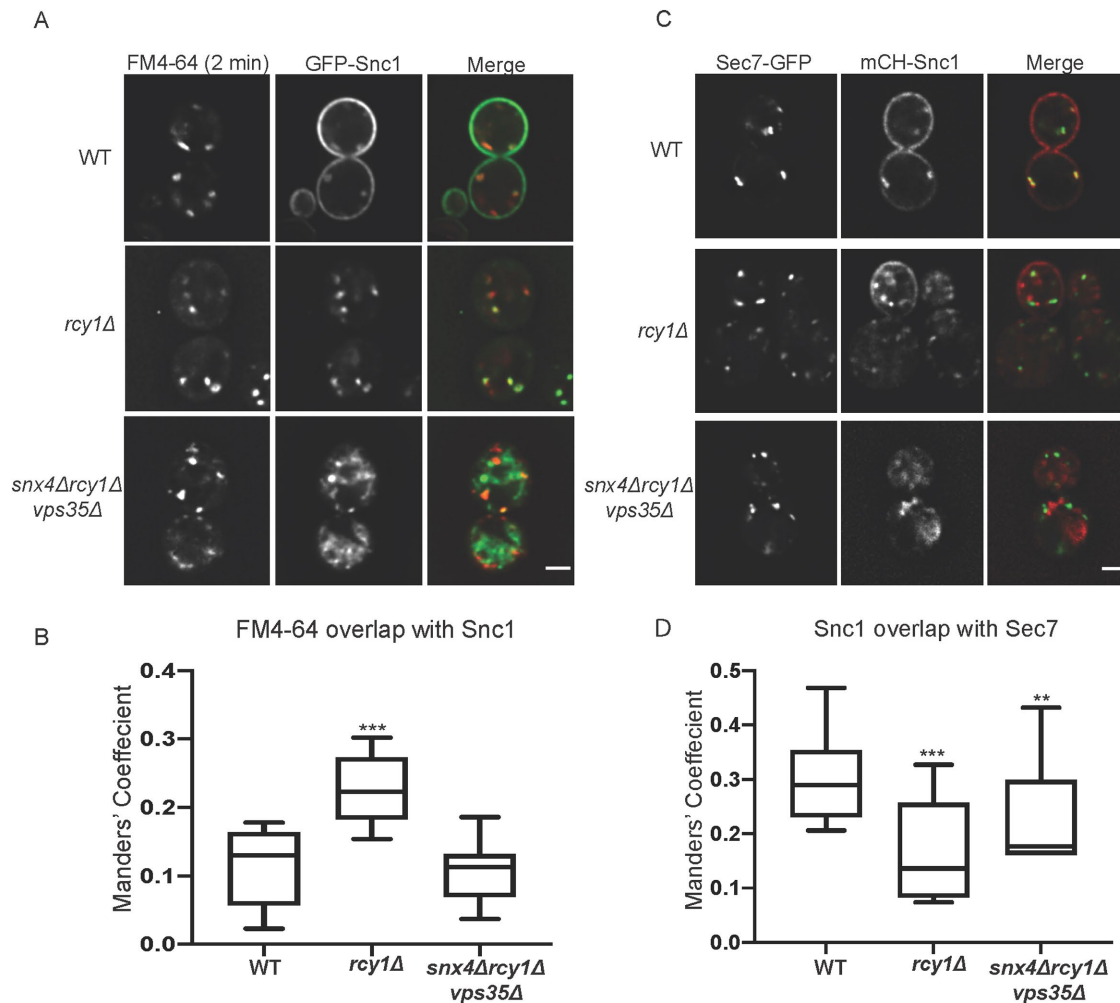 A
FM4-64 (2 min) GFP-Snc1 Merge
WT
rcy1Δ
snx4Δrcy1Δ
vps35Δ
B
FM4-64 overlap with Snc1
Manders' Coeffecient
0.4
0.3
0.2
0.1
0.0
***
WT rcy1Δ snx4Δrcy1Δ
vps35Δ
C
Sec7-GFP mCH-Snc1 Merge
WT
rcy1Δ
snx4Δrcy1Δ
vps35Δ
D
Snc1 overlap with Sec7
Manders' Coefficient
0.5
0.4
0.3
0.2
0.1
0.0
***
**
WT rcy1Δ snx4Δrcy1Δ
vps35Δ